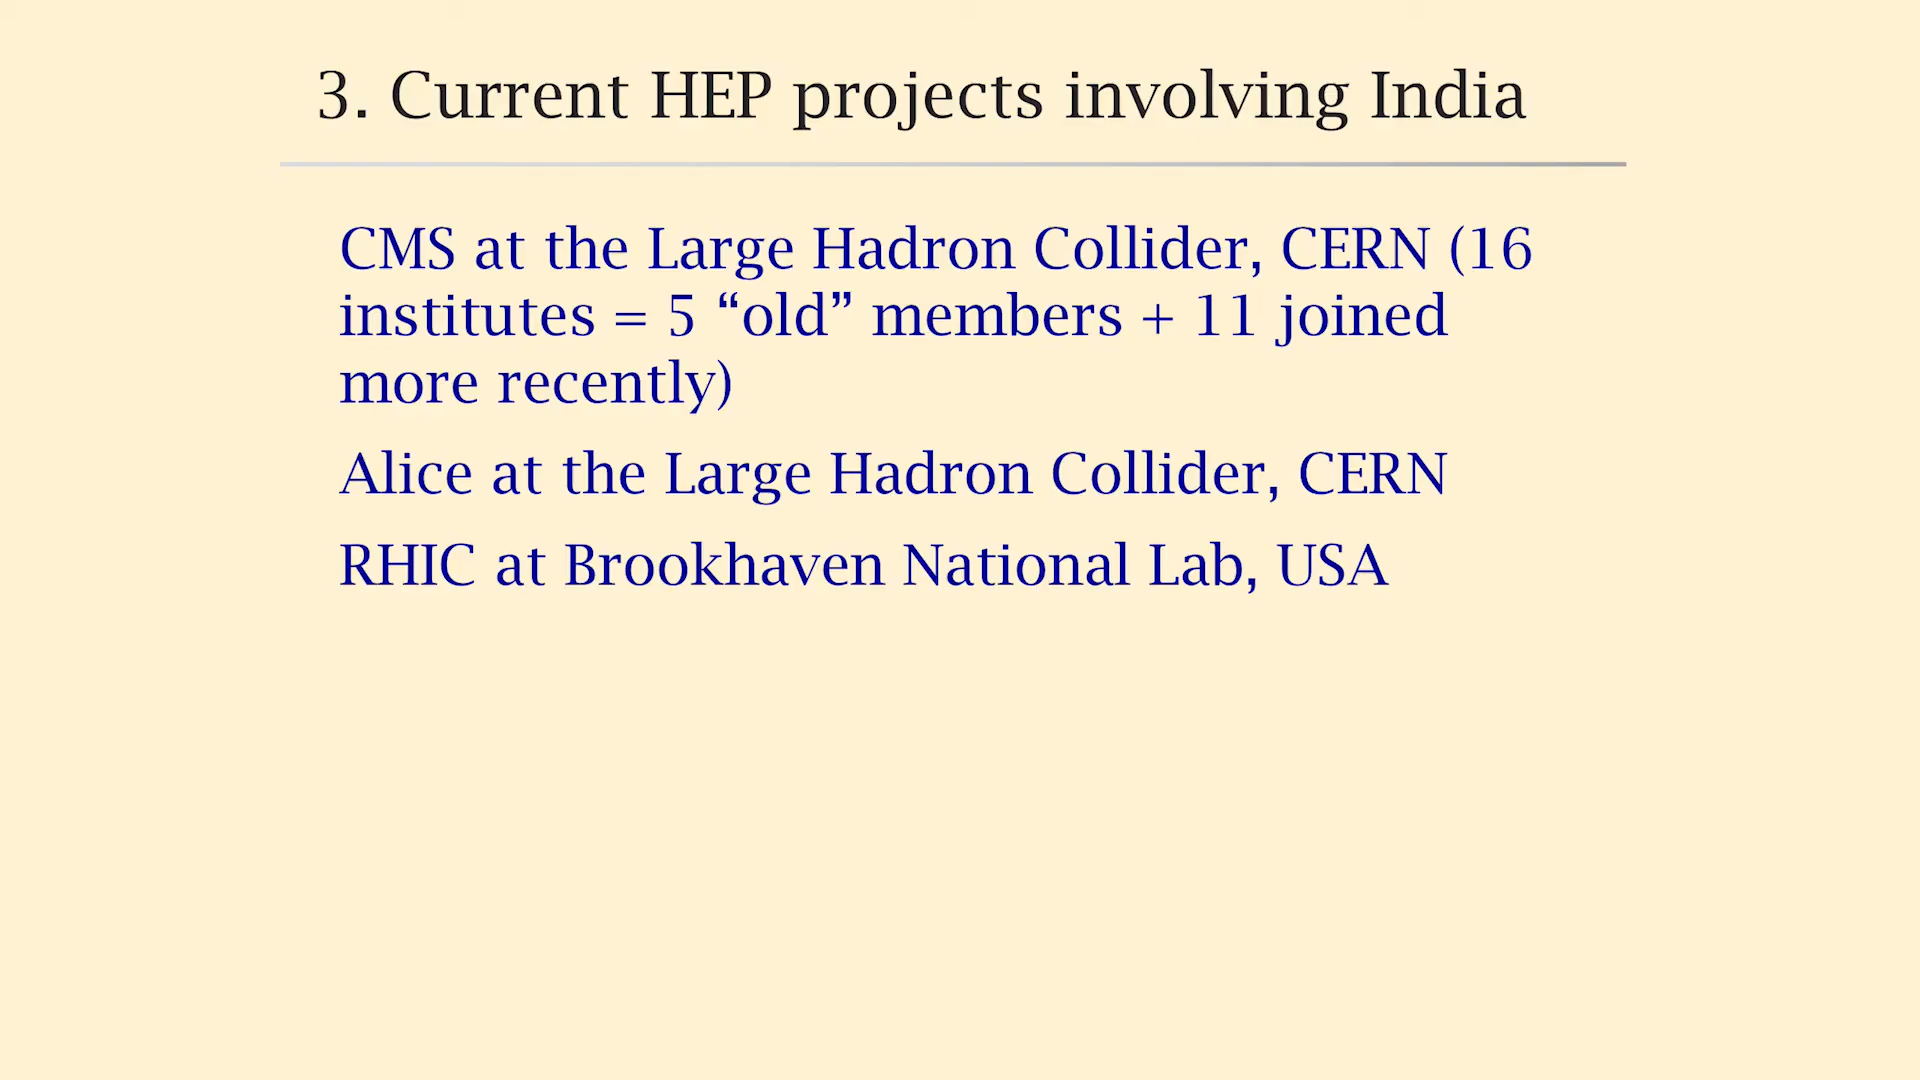 3. Current HEP projects involving India
CMS at the Large Hadron Collider, CERN (16
institutes = 5 “old” members + 11 joined
more recently)
Alice at the Large Hadron Collider, CERN
RHIC at Brookhaven National Lab, USA